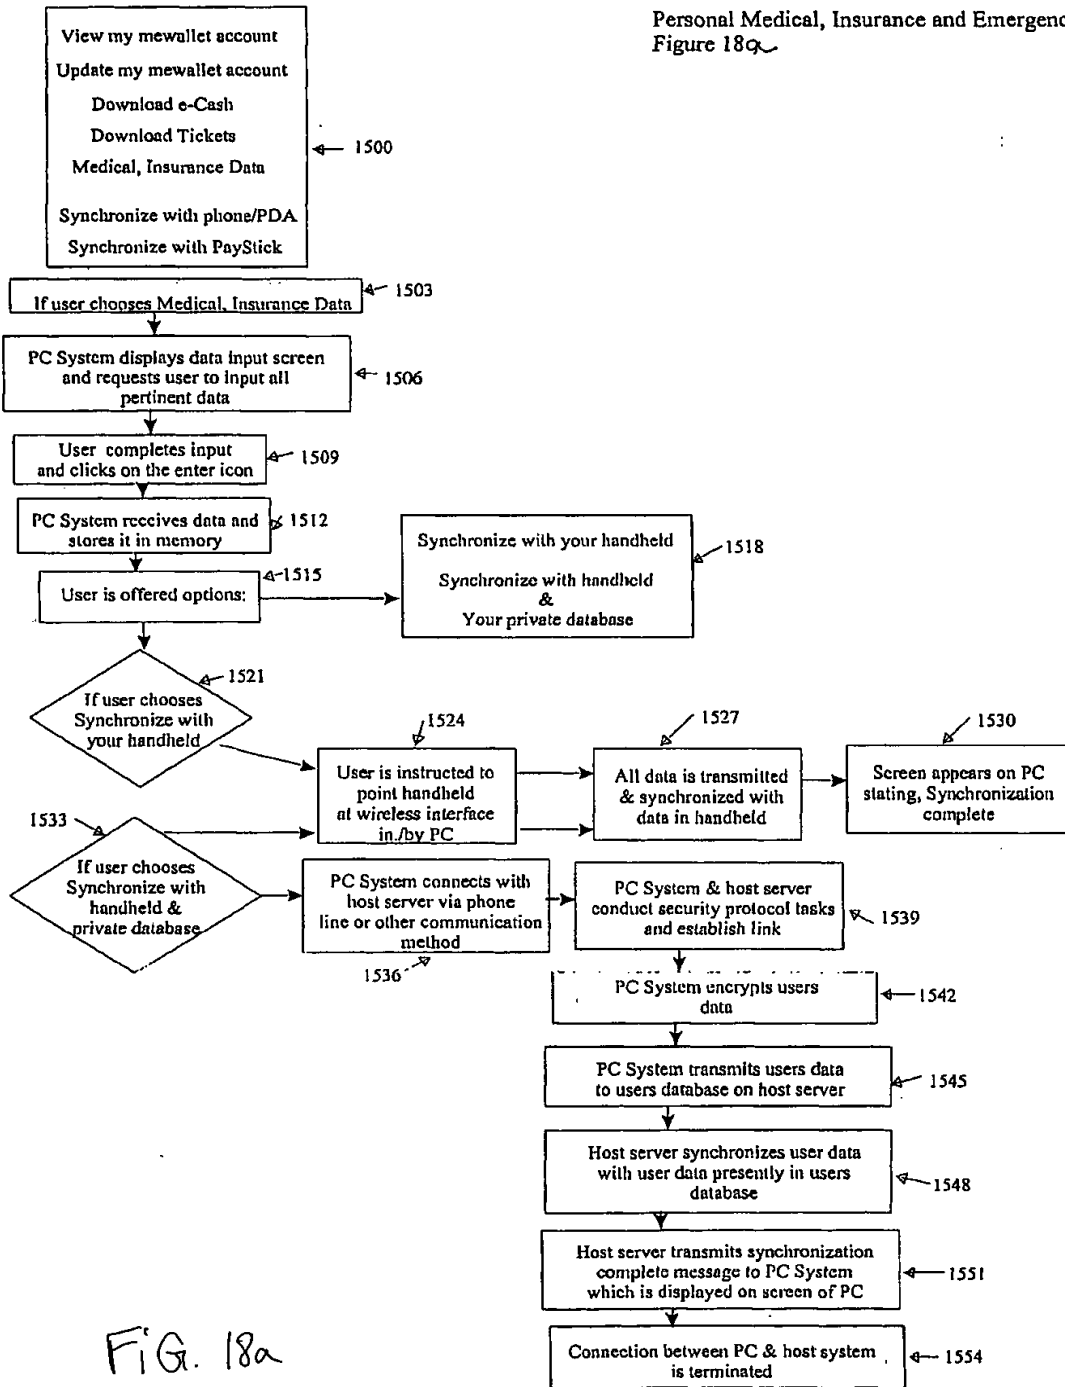 Personal Medical, Insurance and Emergenc
Figure 18a
View my mewallet account
Update my mewallet account
Download e-Cash
Download Tickets
Medical, Insurance Data
Synchronize with phone/PDA
Synchronize with PayStick
1500
If user chooses Medical, Insurance Data
1503
PC System displays data input screen
and requests user to input all
pertinent data
1506
User completes input
and clicks on the enter icon
1509
PC System receives data and
stores it in memory
1512
User is offered options:
1515
Synchronize with your handheld
Synchronize with handheld
&
Your private database
1518
If user chooses
Synchronize with
your handheld
1521
User is instructed to
point handheld
at wireless interface
in./by PC
1524
All data is transmitted
& synchronized with
data in handheld
1527
Screen appears on PC
stating, Synchronization
complete
1530
If user chooses
Synchronize with
handheld &
private database
1533
PC System connects with
host server via phone
line or other communication
method
1536
PC System & host server
conduct security protocol tasks
and establish link
1539
PC System encrypts users
data
1542
PC System transmits users data
to users database on host server
1545
Host server synchronizes user data
with user data presently in users
database
1548
Host server transmits synchronization
complete message to PC System
which is displayed on screen of PC
1551
Connection between PC & host system
is terminated
1554
FiG. 18a